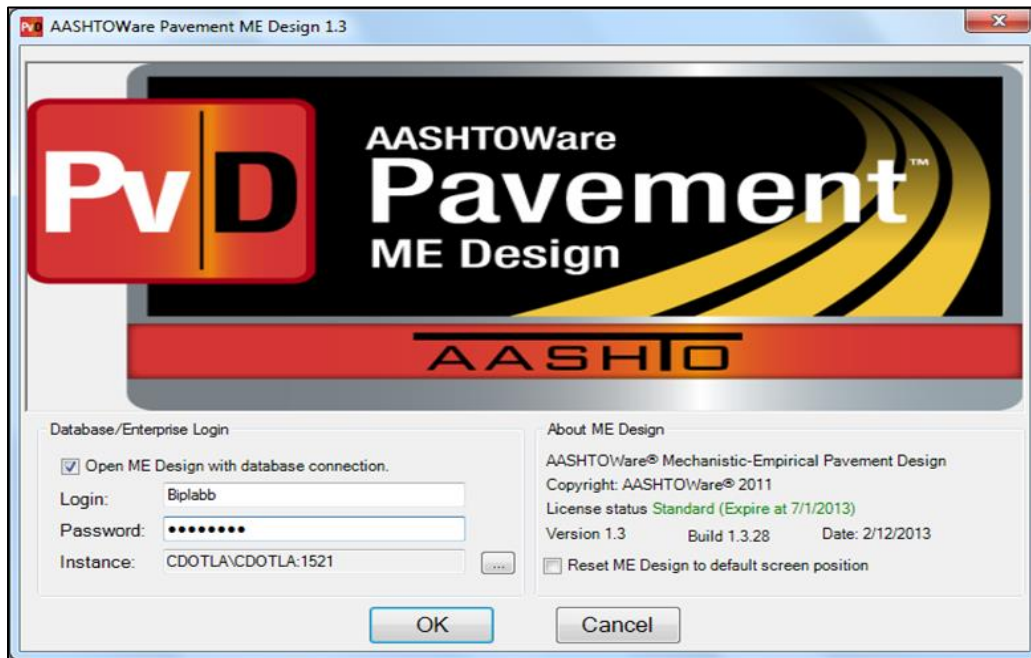 PvD AASHTOWare Pavement ME Design 1.3
Pv D
AASHTOWare
Pavement™
ME Design
AASHTO
Database/Enterprise Login
Open ME Design with database connection.
Login: Biplabb
Password: ••••••••
Instance: CDOTLA\CDOTLA:1521 ...
About ME Design
AASHTOWare® Mechanistic-Empirical Pavement Design
Copyright: AASHTOWare® 2011
License status Standard (Expire at 7/1/2013)
Version 1.3 Build 1.3.28 Date: 2/12/2013
Reset ME Design to default screen position
OK Cancel